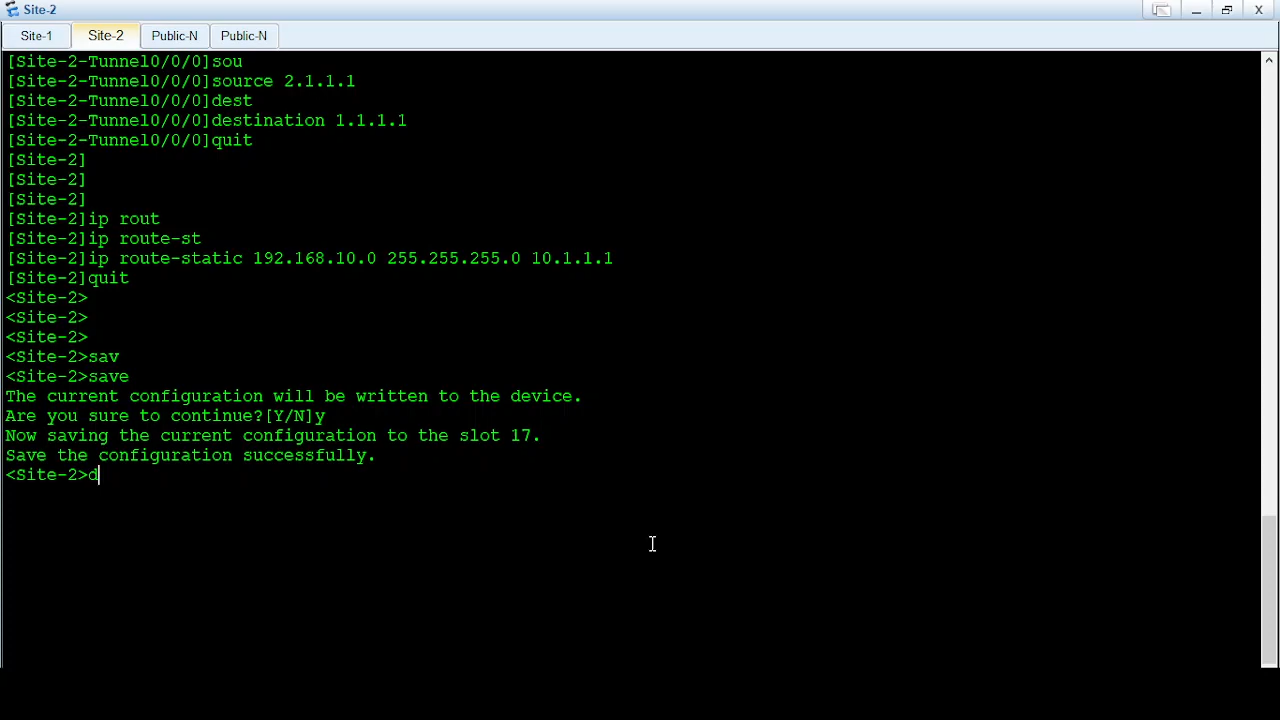 Site-2
Site-1 Site-2 Public-N Public-N
[Site-2-Tunnel0/0/0]sou
[Site-2-Tunnel0/0/0]source 2.1.1.1
[Site-2-Tunnel0/0/0]dest
[Site-2-Tunnel0/0/0]destination 1.1.1.1
[Site-2-Tunnel0/0/0]quit
[Site-2]
[Site-2]
[Site-2]
[Site-2]ip rout
[Site-2]ip route-st
[Site-2]ip route-static 192.168.10.0 255.255.255.0 10.1.1.1
[Site-2]quit
<Site-2>
<Site-2>
<Site-2>
<Site-2>sav
<Site-2>save
The current configuration will be written to the device.
Are you sure to continue?[Y/N]y
Now saving the current configuration to the slot 17.
Save the configuration successfully.
<Site-2>d